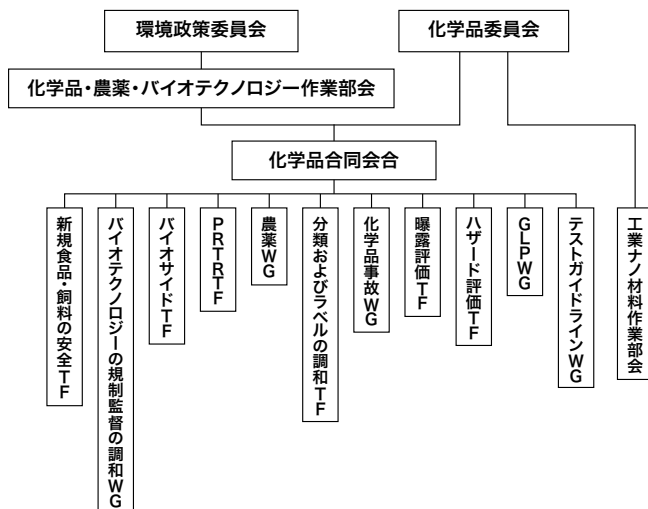 環境政策委員会
化学品委員会
化学品・農薬・バイオテクノロジー作業部会
化学品合同会合
新規食品・飼料の安全TF
バイオテクノロジーの規制監督の調和WG
バイオサイドTF
PRTRTF
農薬WG
分類およびラベルの調和TF
化学品事故WG
曝露評価TF
ハザード評価TF
GLPWG
テストガイドラインWG
工業ナノ材料作業部会